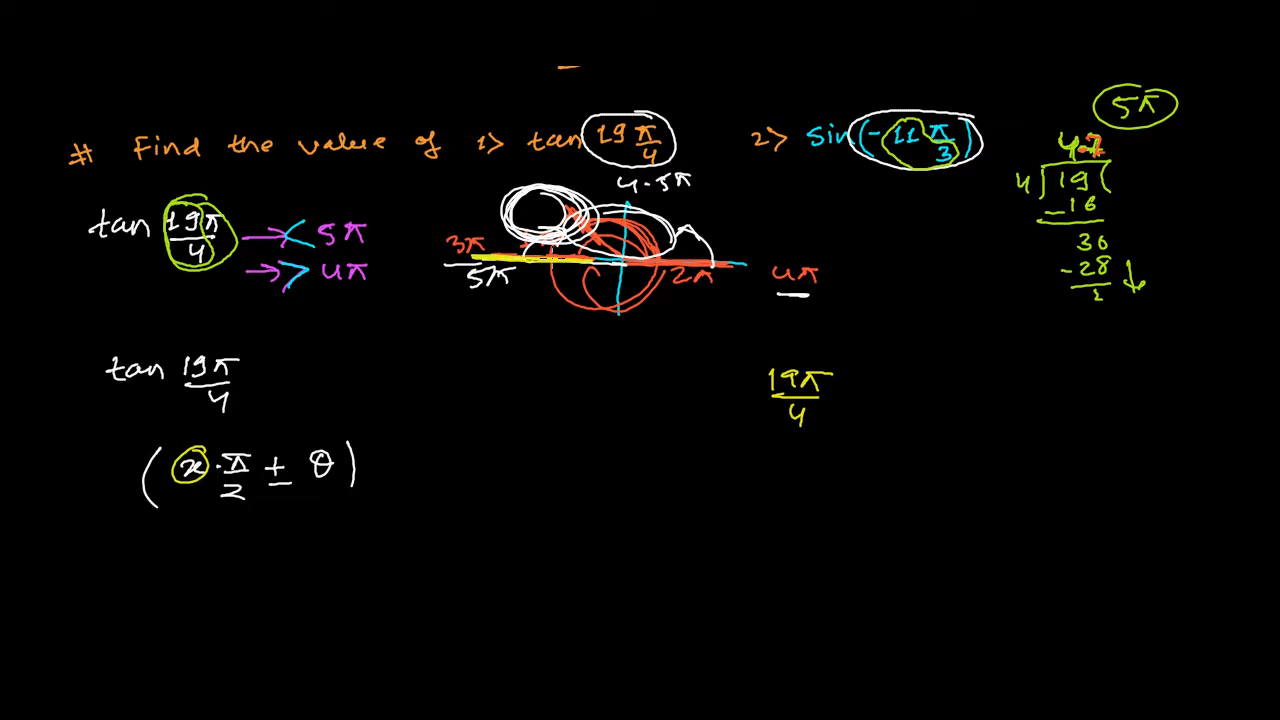 # Find the value of 1> tan 19π/4 2> sin(-11π/3)
5π
4·5π
4.7
4)19(
-16
30
-28
2
tan 19π/4 → < 5π
→ > 4π
3π
5π
2π
4π
tan 19π/4
19π/4
(x·π/2 ± θ)